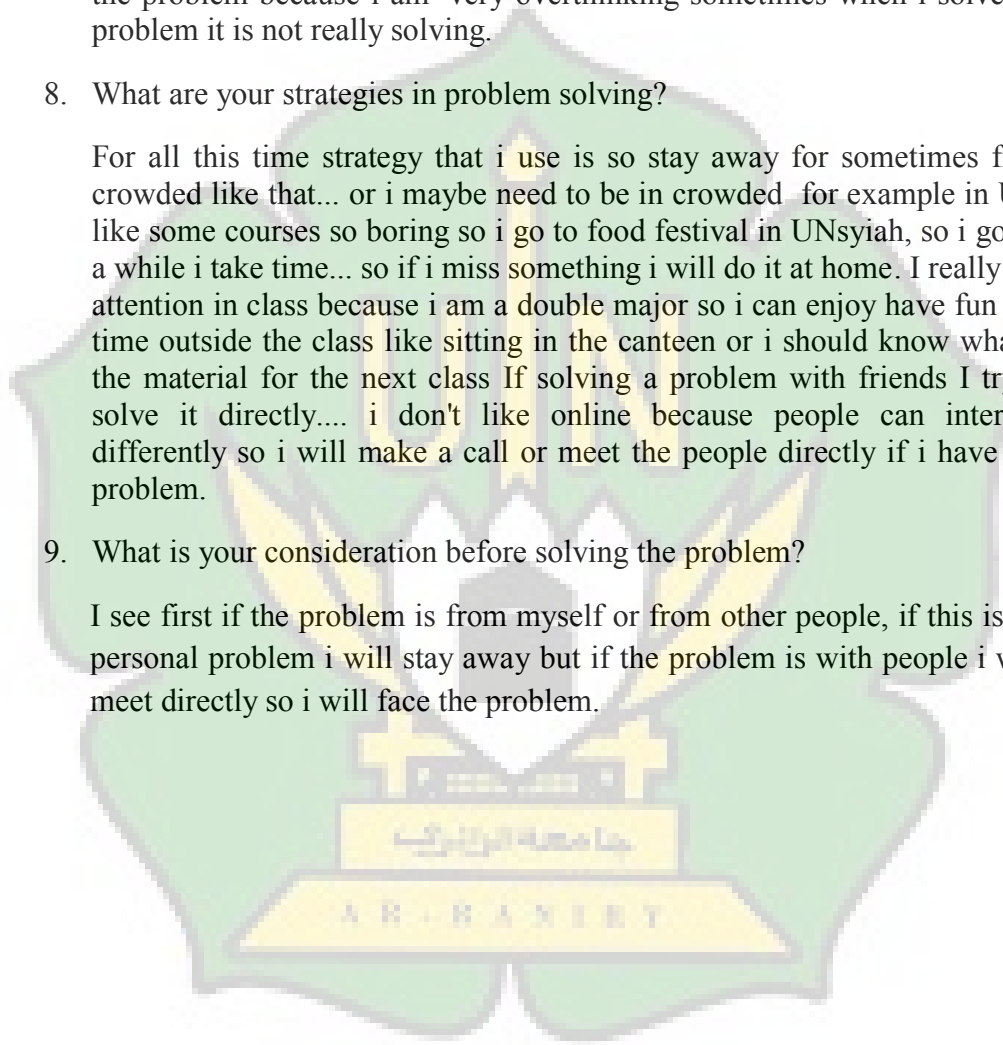 the problem because i am very overthinking sometimes when i solve
problem it is not really solving.
8. What are your strategies in problem solving?
For all this time strategy that i use is so stay away for sometimes
crowded like that... or i maybe need to be in crowded for example in
like some courses so boring so i go to food festival in UNsyiah, so i
a while i take time... so if i miss something i will do it at home. I really
attention in class because i am a double major so i can enjoy have fun
time outside the class like sitting in the canteen or i should know
the material for the next class If solving a problem with friends I
solve it directly.... i don't like online because people can
differently so i will make a call or meet the people directly if i have
problem.
9. What is your consideration before solving the problem?
I see first if the problem is from myself or from other people, if this is
personal problem i will stay away but if the problem is with people i
meet directly so i will face the problem.
UIN
جامعة الرانري
AR-RANIRY